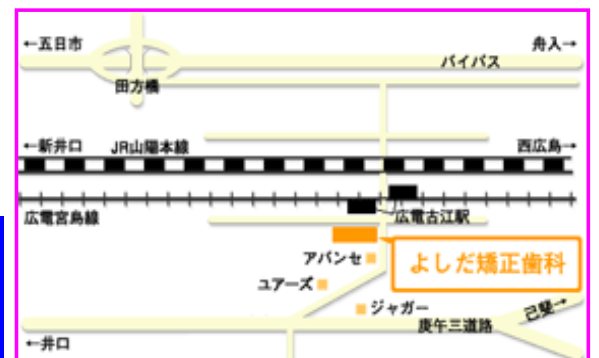 ←五日市
舟入→
バイパス
田方橋
←新井口
JR山陽本線
西広島→
広電宮島線
広電古江駅
アバンセ
よしだ矯正歯科
ユアーズ
ジャガー
己斐→
庚午三道路
←井口